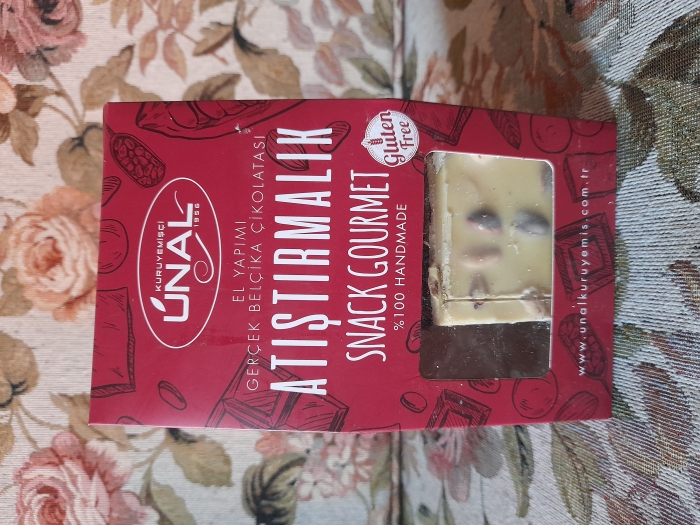 KURUYEMİŞÇİ
ÜNAL
1956
EL YAPIMI
GERÇEK BELÇİKA ÇİKOLATASI
ATIŞTIRMALIK
SNACK GOURMET
%100 HANDMADE
Gluten
Free
www.unalkuruyemis.com.tr